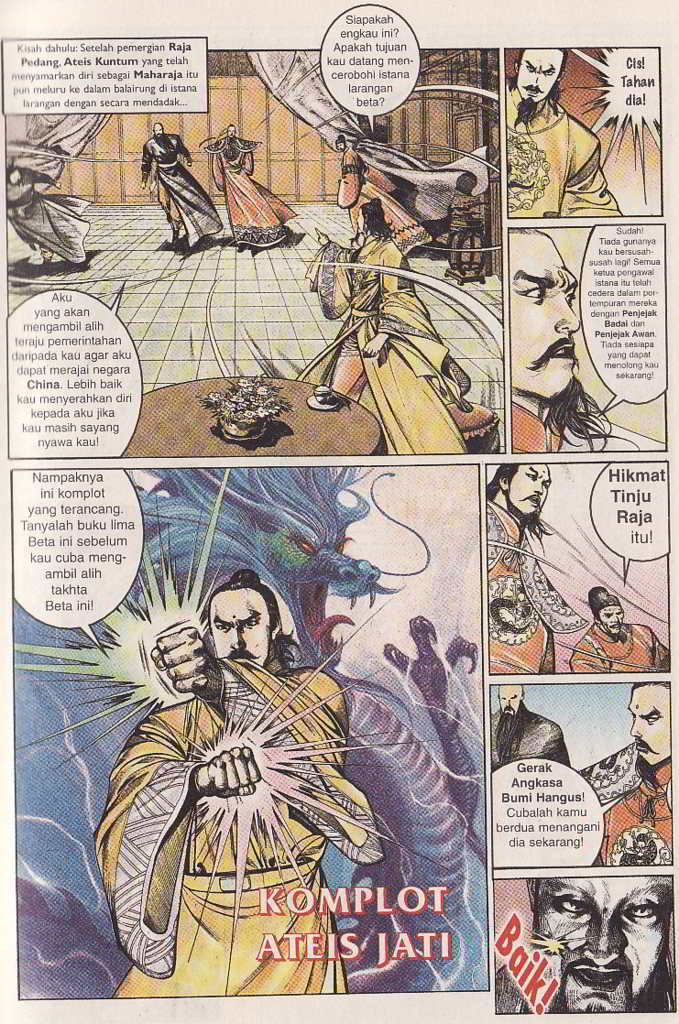 Kisah dahulu: Setelah pemergian Raja
Pedang, Ateis Kuntum yang telah
menyamarkan diri sebagai Maharaja itu
pun meluru ke dalam balairung di istana
larangan dengan secara mendadak...
Siapakah
engkau ini?
Apakah tujuan
kau datang men-
cerobohi istana
larangan
beta?
Aku
yang akan
mengambil alih
teraju pemerintahan
daripada kau agar aku
dapat merajai negara
China. Lebih baik
kau menyerahkan diri
kepada aku jika
kau masih sayang
nyawa kau!
Cis!
Tahan
dia!
Sudah!
Tiada gunanya
kau bersusah-
susah lagi! Semua
ketua pengawal
istana itu telah
cedera dalam per-
tempuran mereka
dengan Penjejak
Badai dan
Penjejak Awan.
Tiada sesiapa
yang dapat
menolong kau
sekarang!
Nampaknya
ini komplot
yang terancang.
Tanyalah buku lima
Beta ini sebelum
kau cuba meng-
ambil alih
takhta
Beta ini!
KOMPLOT
ATEIS JATI
Hikmat
Tinju
Raja
itu!
Gerak
Angkasa
Bumi Hangus!
Cubalah kamu
berdua menangani
dia sekarang!
Baik!